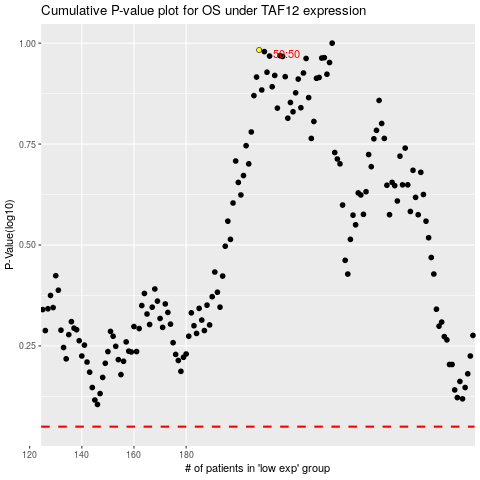 Cumulative P-value plot for OS under TAF12 expression
P-Value(log10)
1.00
0.75
0.50
0.25
50:50
120 140 160 180
# of patients in 'low exp' group